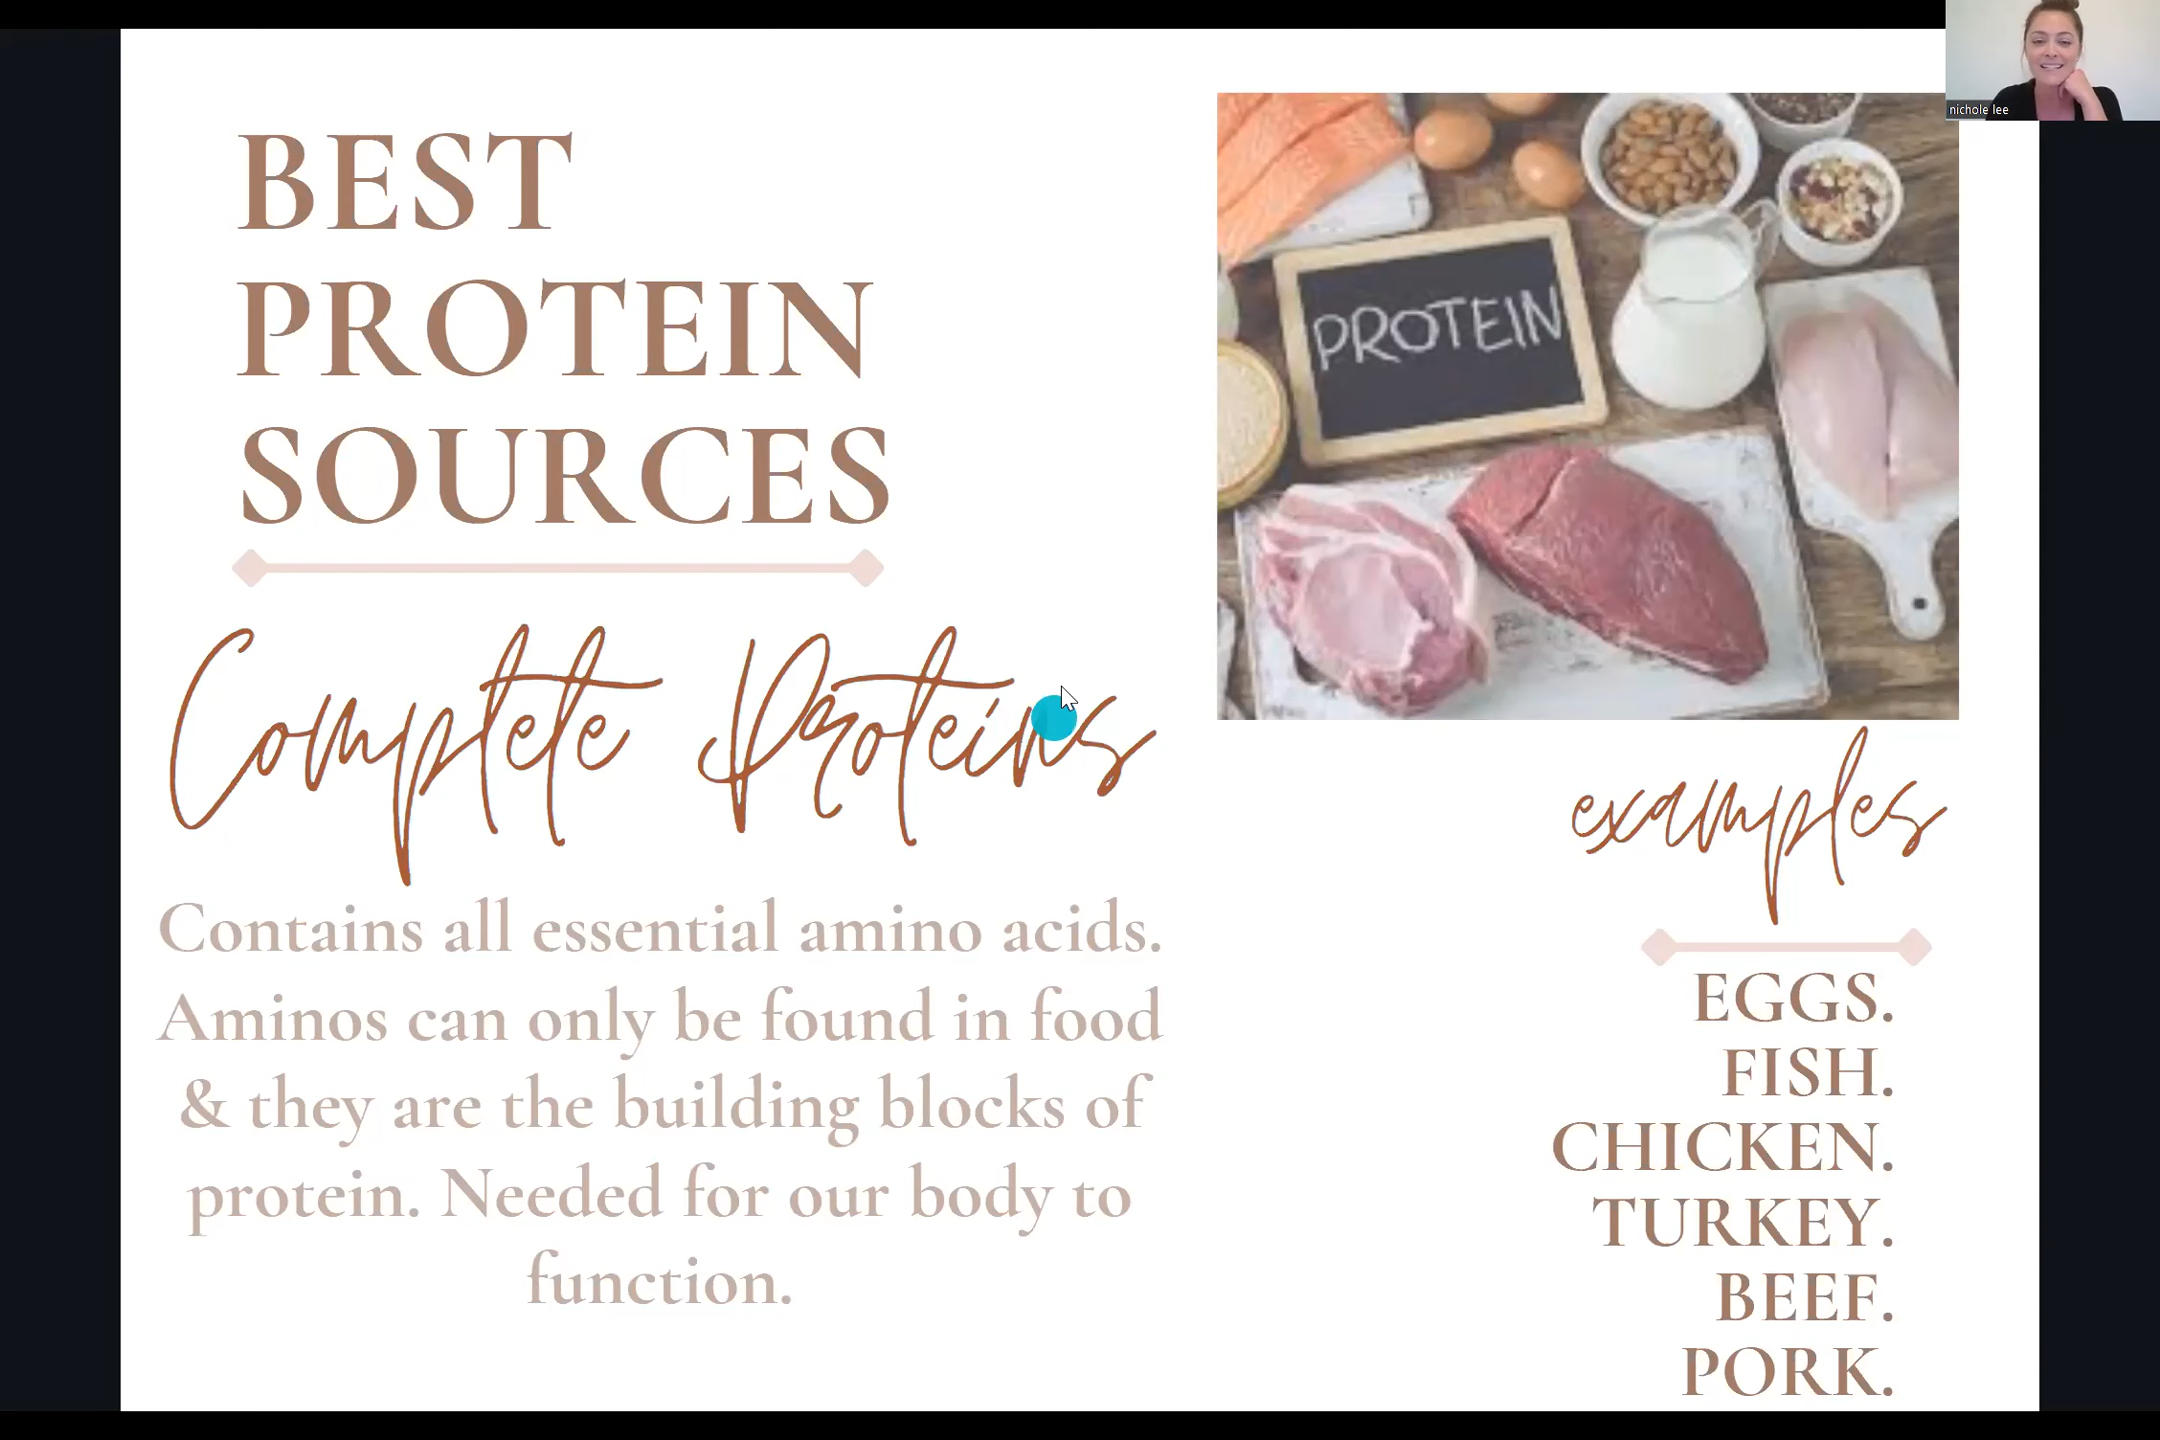 BEST
PROTEIN
SOURCES
Complete Proteins
Contains all essential amino acids.
Aminos can only be found in food
& they are the building blocks of
protein. Needed for our body to
function.
nichole lee
PROTEIN
examples
EGGS.
FISH.
CHICKEN.
TURKEY.
BEEF.
PORK.